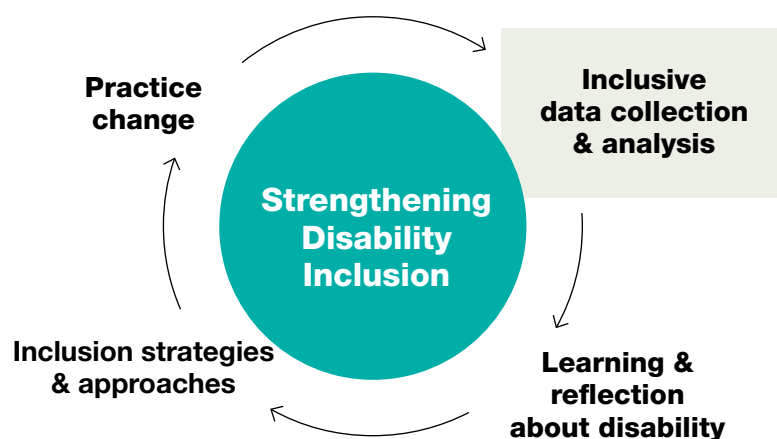 Practice
change
Inclusive
data collection
& analysis
Strengthening
Disability
Inclusion
Inclusion strategies
& approaches
Learning &
reflection
about disability